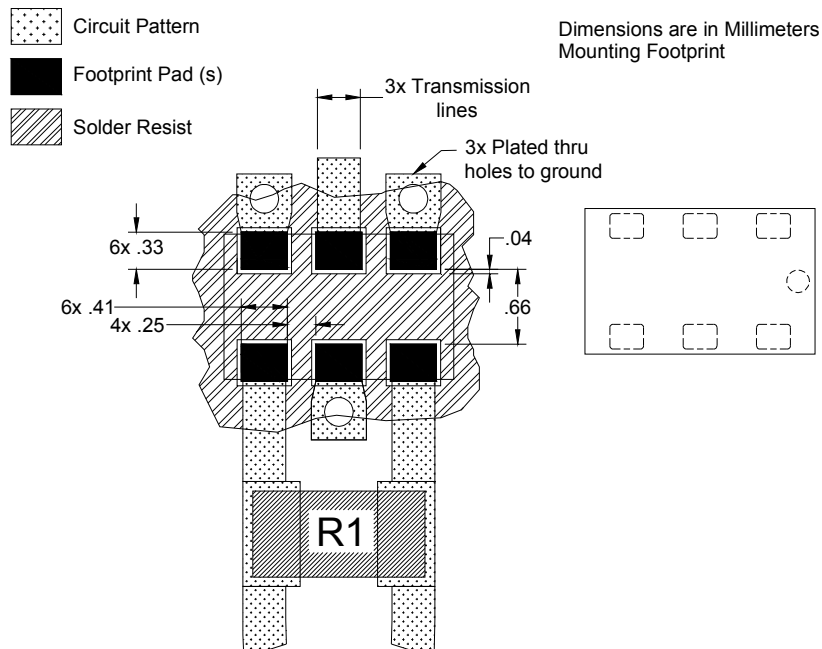 Circuit Pattern
Footprint Pad (s)
Solder Resist
Dimensions are in Millimeters
Mounting Footprint
3x Transmission
lines
3x Plated thru
holes to ground
6x .33
.04
6x .41
4x .25
.66
R1